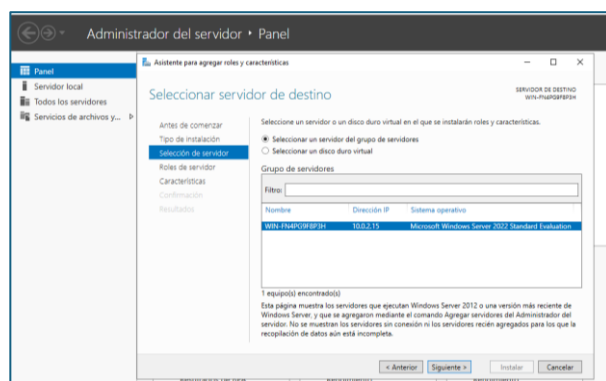 Administrador del servidor • Panel
Asistente para agregar roles y características
Panel
Servidor local
Todos los servidores
Servicios de archivos y...
Seleccionar servidor de destino
SERVIDOR DE DESTINO
WIN-FN4PG9F8P3H
Antes de comenzar
Tipo de instalación
Selección de servidor
Roles de servidor
Características
Confirmación
Resultados
Seleccione un servidor o un disco duro virtual en el que se instalarán roles y características.
Seleccionar un servidor del grupo de servidores
Seleccionar un disco duro virtual
Grupo de servidores
Filtro:
Nombre Dirección IP Sistema operativo
WIN-FN4PG9F8P3H 10.0.2.15 Microsoft Windows Server 2022 Standard Evaluation
1 equipo(s) encontrado(s)
Esta página muestra los servidores que ejecutan Windows Server 2012 o una versión más reciente de
Windows Server, y que se agregaron mediante el comando Agregar servidores del Administrador del
servidor. No se muestran los servidores sin conexión ni los servidores recién agregados para los que la
recopilación de datos aún está incompleta.
< Anterior Siguiente > Instalar Cancelar